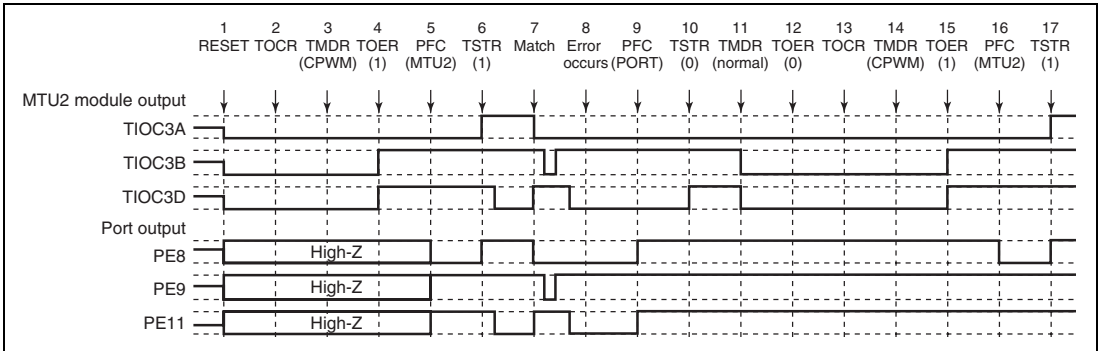 1 2 3 4 5 6 7 8 9 10 11 12 13 14 15 16 17
RESET TOCR TMDR TOER PFC TSTR Match Error PFC TSTR TMDR TOER TOCR TMDR TOER PFC TSTR
(CPWM) (1) (MTU2) (1) occurs (PORT) (0) (normal) (0) (CPWM) (1) (MTU2) (1)
MTU2 module output
TIOC3A
TIOC3B
TIOC3D
Port output
PE8 High-Z
PE9 High-Z
PE11 High-Z